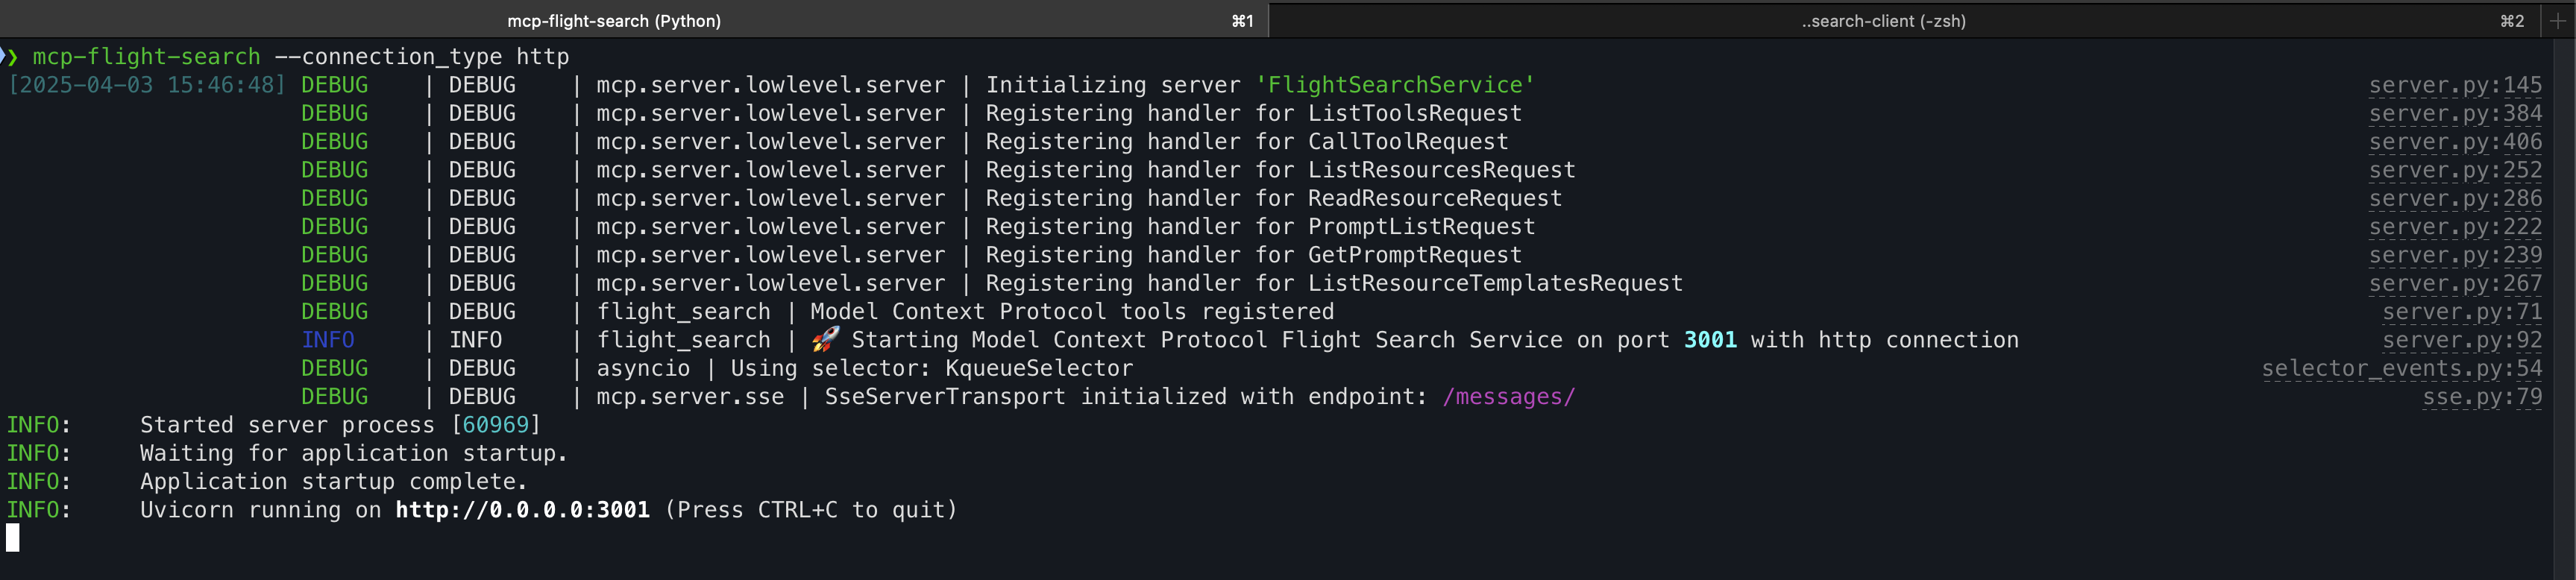 mcp-flight-search (Python) ⌘1 ..search-client (-zsh) ⌘2 +
❯ mcp-flight-search --connection_type http
[2025-04-03 15:46:48] DEBUG | DEBUG | mcp.server.lowlevel.server | Initializing server 'FlightSearchService' server.py:145
DEBUG | DEBUG | mcp.server.lowlevel.server | Registering handler for ListToolsRequest server.py:384
DEBUG | DEBUG | mcp.server.lowlevel.server | Registering handler for CallToolRequest server.py:406
DEBUG | DEBUG | mcp.server.lowlevel.server | Registering handler for ListResourcesRequest server.py:252
DEBUG | DEBUG | mcp.server.lowlevel.server | Registering handler for ReadResourceRequest server.py:286
DEBUG | DEBUG | mcp.server.lowlevel.server | Registering handler for PromptListRequest server.py:222
DEBUG | DEBUG | mcp.server.lowlevel.server | Registering handler for GetPromptRequest server.py:239
DEBUG | DEBUG | mcp.server.lowlevel.server | Registering handler for ListResourceTemplatesRequest server.py:267
DEBUG | DEBUG | flight_search | Model Context Protocol tools registered server.py:71
INFO | INFO | flight_search | 🚀 Starting Model Context Protocol Flight Search Service on port 3001 with http connection server.py:92
DEBUG | DEBUG | asyncio | Using selector: KqueueSelector selector_events.py:54
DEBUG | DEBUG | mcp.server.sse | SseServerTransport initialized with endpoint: /messages/ sse.py:79
INFO: Started server process [60969]
INFO: Waiting for application startup.
INFO: Application startup complete.
INFO: Uvicorn running on http://0.0.0.0:3001 (Press CTRL+C to quit)